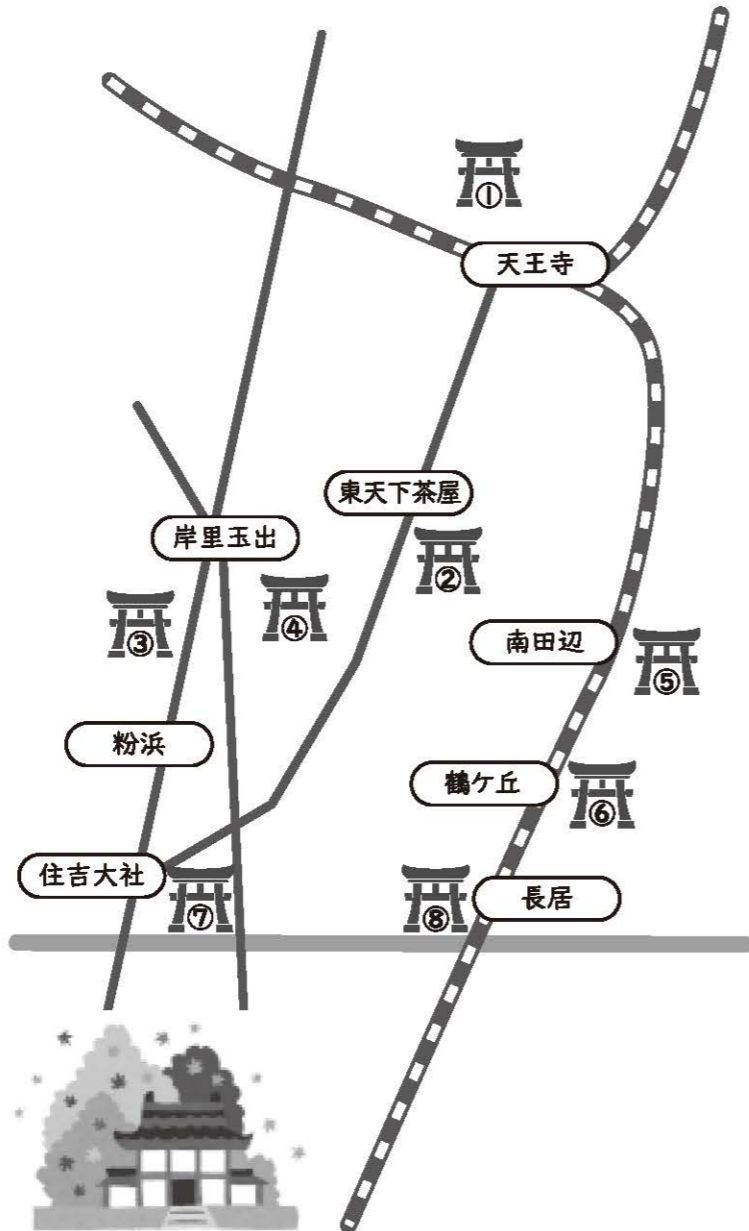 ①
天王寺
東天下茶屋
岸里玉出
②
③
④
南田辺
⑤
粉浜
鶴ケ丘
⑥
住吉大社
⑦
⑧
長居